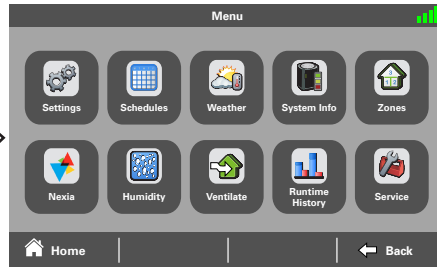 Menu
Settings Schedules Weather System Info Zones
Nexia Humidity Ventilate Runtime History Service
Home Back